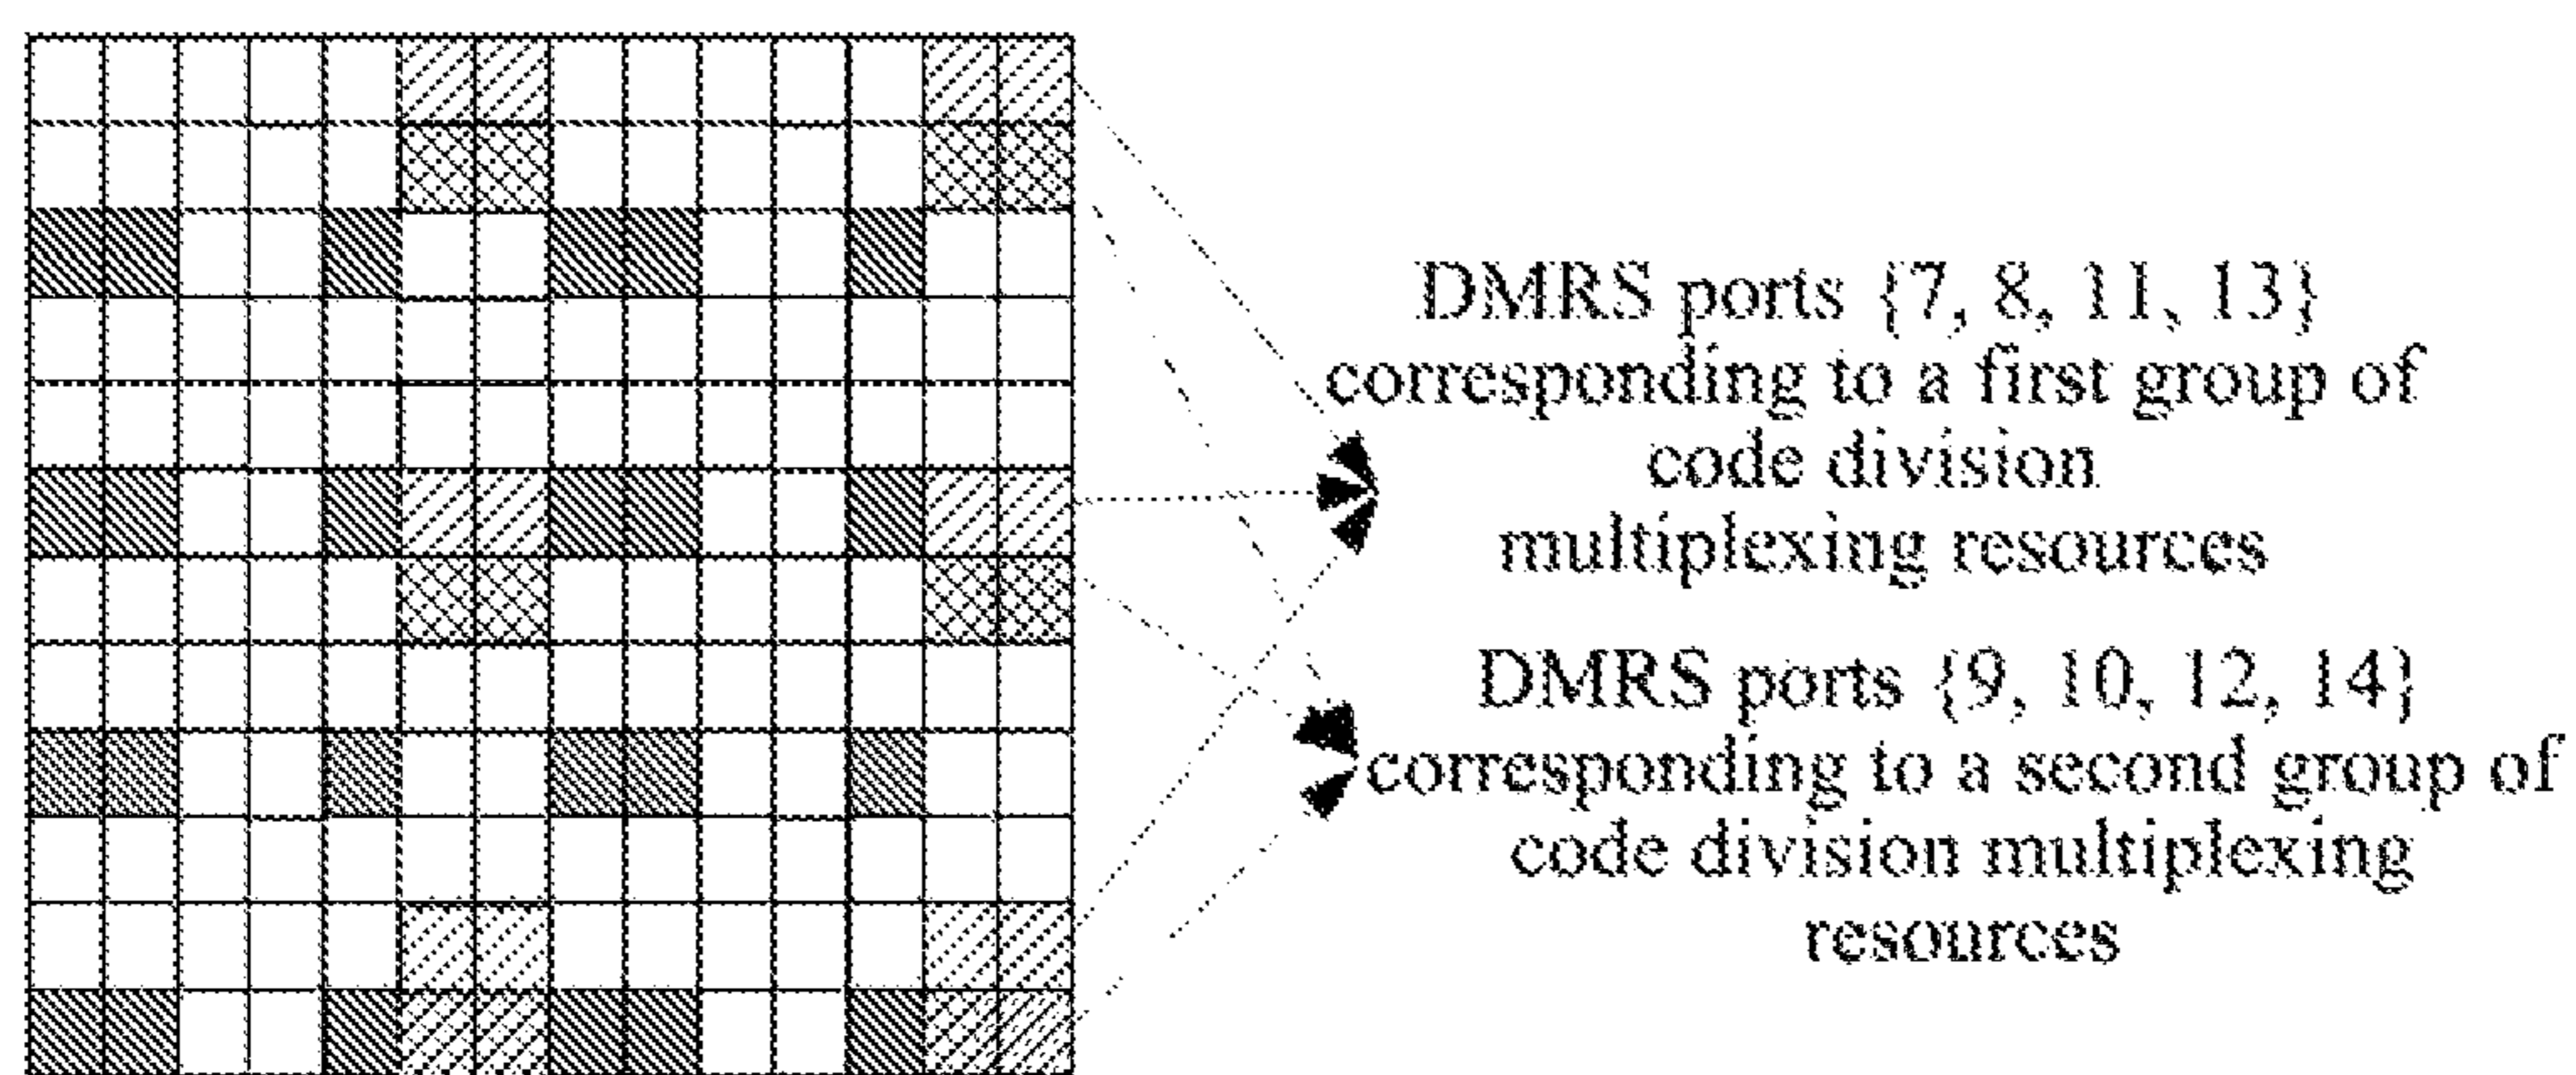 DMRS ports {7, 8, 11, 13}
corresponding to a first group of
code division
multiplexing resources
DMRS ports {9, 10, 12, 14}
corresponding to a second group of
code division multiplexing
resources